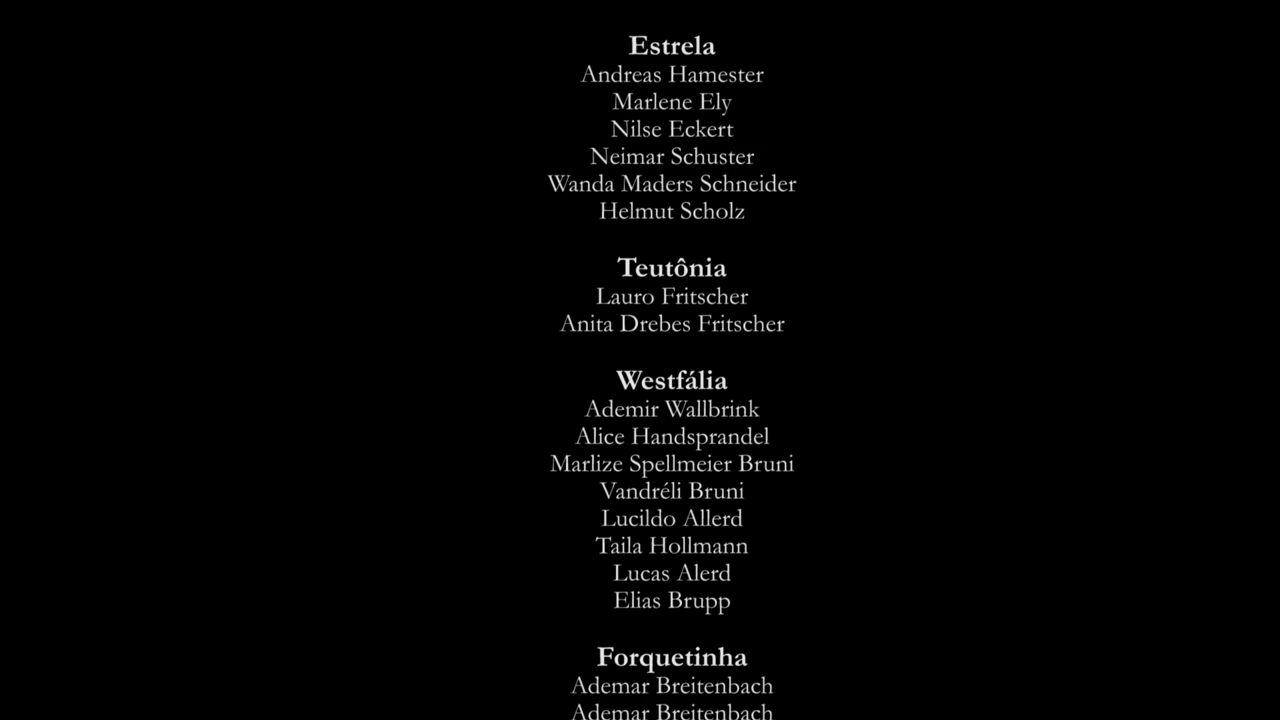 Estrela
Andreas Hamester
Marlene Ely
Nilse Eckert
Neimar Schuster
Wanda Maders Schneider
Helmut Scholz
Teutônia
Lauro Fritscher
Anita Drebes Fritscher
Westfália
Ademir Wallbrink
Alice Handsprandel
Marlize Spellmeier Bruni
Vandréli Bruni
Lucildo Allerd
Taila Hollmann
Lucas Alerd
Elias Brupp
Forquetinha
Ademar Breitenbach
Ademar Breitenbach